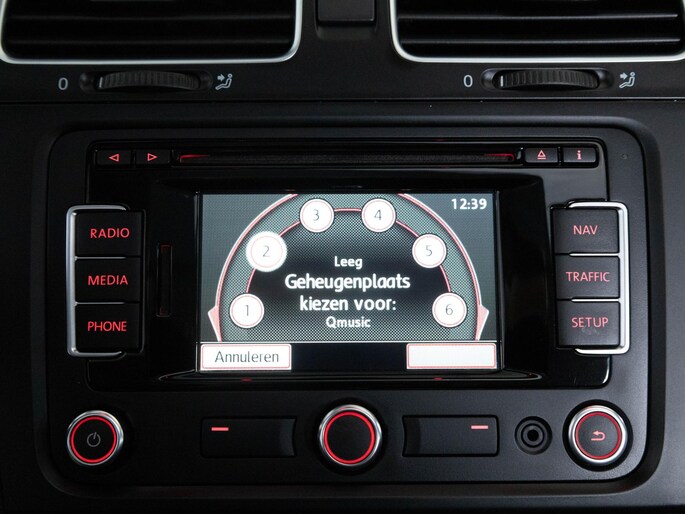 0
0
i
RADIO
MEDIA
PHONE
12:39
1
2
3
4
5
6
Leeg
Geheugenplaats
kiezen voor:
Qmusic
Annuleren
NAV
TRAFFIC
SETUP